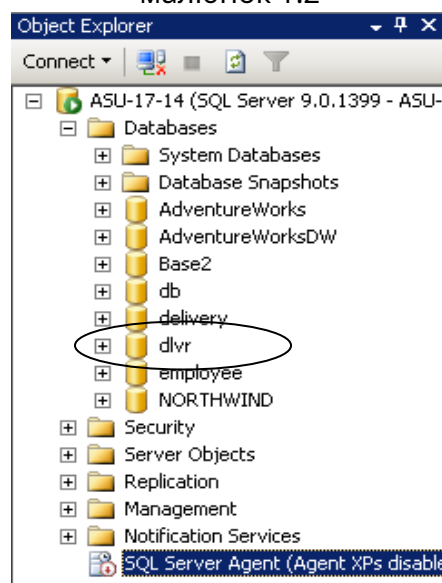 Малюнок 1.2
Object Explorer
Connect
ASU-17-14 (SQL Server 9.0.1399 - ASU-
Databases
System Databases
Database Snapshots
AdventureWorks
AdventureWorksDW
Base2
db
delivery
dlvr
employee
NORTHWIND
Security
Server Objects
Replication
Management
Notification Services
SQL Server Agent (Agent XPs disable